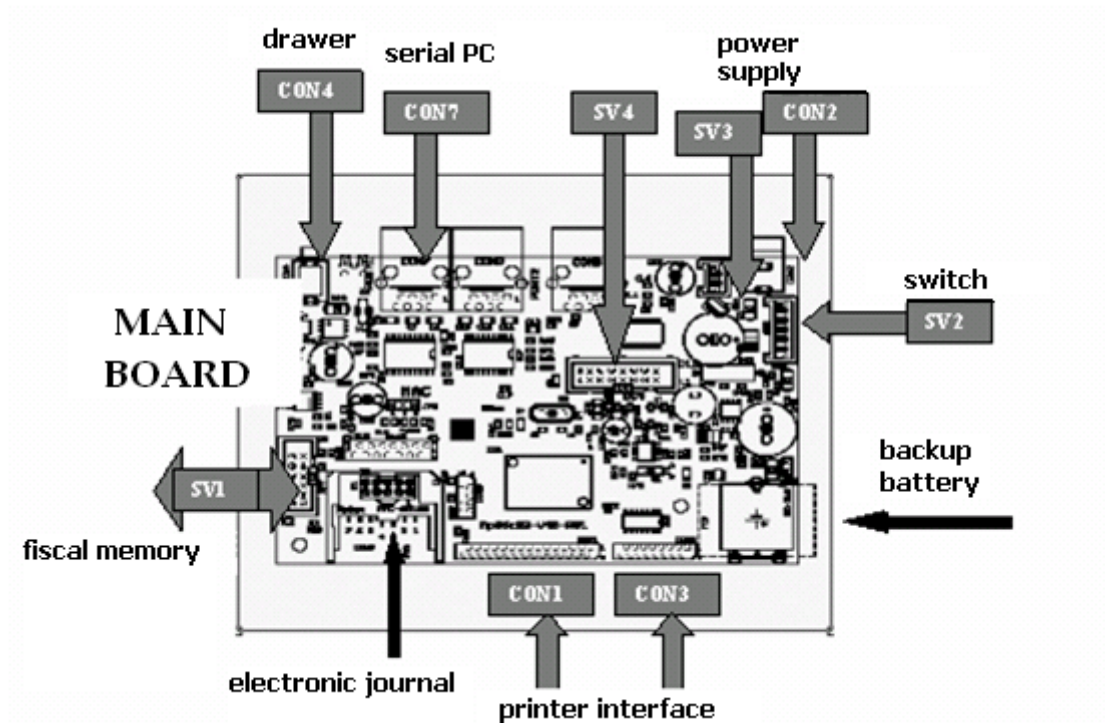 drawer
serial PC
power
supply
CON4
CON7
SV4
SV3
CON2
switch
SV2
MAIN
BOARD
MAC
backup
battery
SV1
fiscal memory
CON1
CON3
electronic journal
printer interface